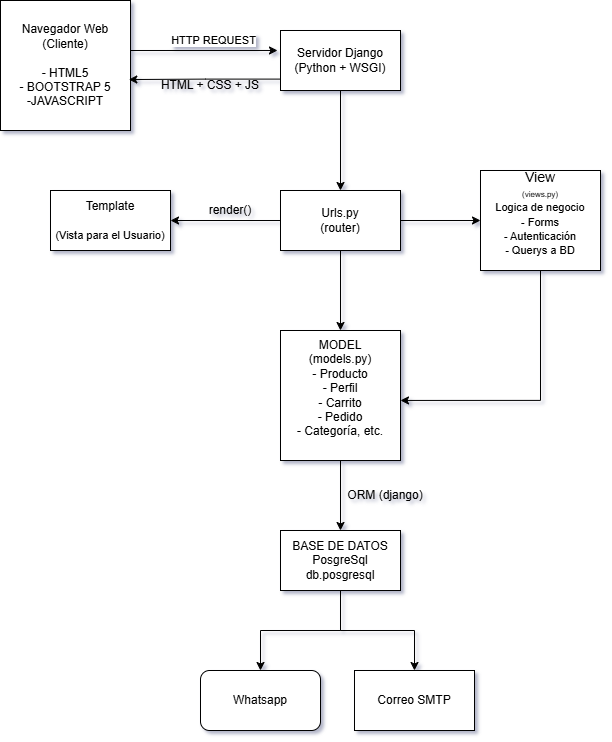 Navegador Web
(Cliente)
- HTML5
- BOOTSTRAP 5
-JAVASCRIPT
HTTP REQUEST
HTML + CSS + JS
Servidor Django
(Python + WSGI)
Template
(Vista para el Usuario)
render()
Urls.py
(router)
View
(views.py)
Logica de negocio
- Forms
- Autenticación
- Querys a BD
MODEL
(models.py)
- Producto
- Perfil
- Carrito
- Pedido
- Categoría, etc.
ORM (django)
BASE DE DATOS
PosgreSql
db.posgresql
Whatsapp
Correo SMTP